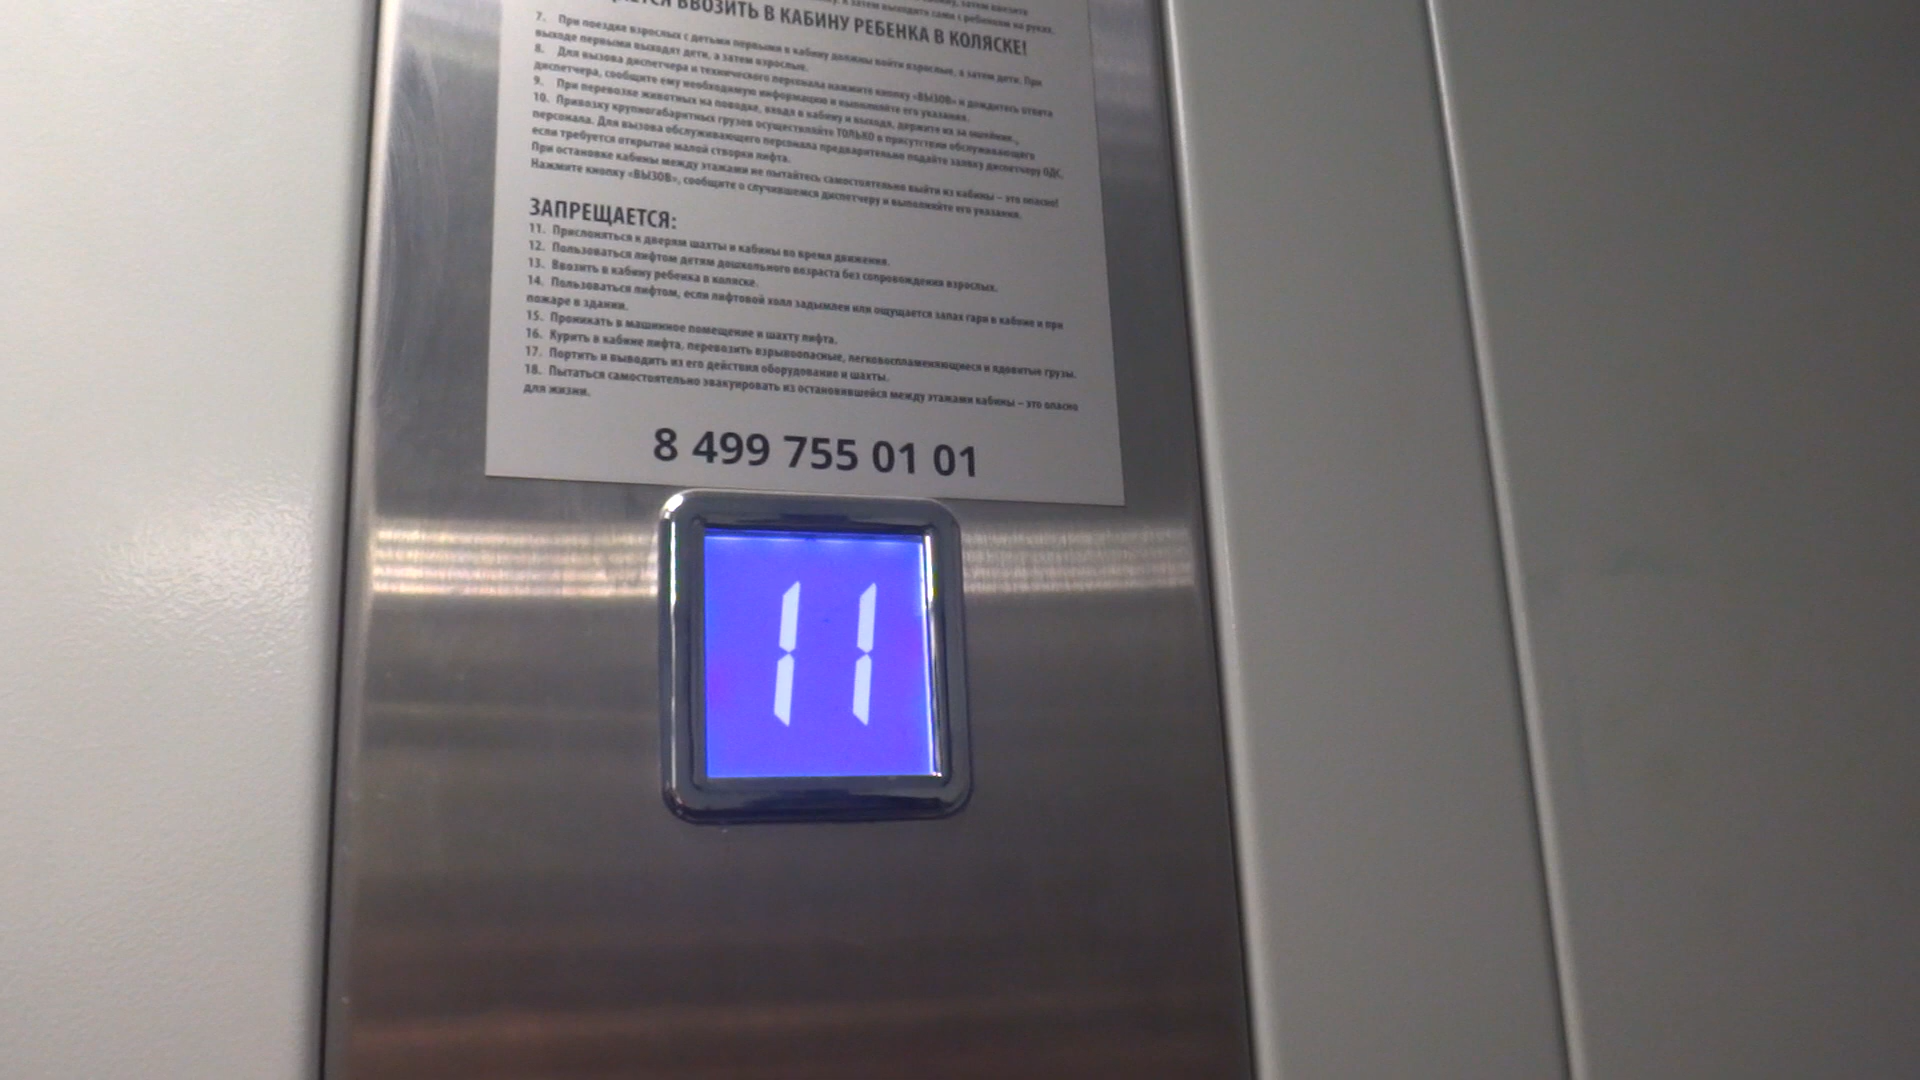 ВВОЗИТЬ В КАБИНУ РЕБЕНКА В КОЛЯСКЕ!
7. При поездке взрослых с детьми первыми в кабину должны войти взрослые, а затем дети. При
выходе первыми выходят дети, а затем взрослые.
8. Для вызова диспетчера и технического персонала нажмите кнопку «ВЫЗОВ» и дождитесь ответа
диспетчера, сообщите ему необходимую информацию и выполняйте его указания.
9. При перевозке животных на поводке, входя в кабину и выходя, держите их за ошейник.
10. Привозку крупногабаритных грузов осуществляйте ТОЛЬКО в присутствии обслуживающего
персонала. Для вызова обслуживающего персонала предварительно подайте заявку диспетчеру ОДС,
если требуется открытие малой створки лифта.
При остановке кабины между этажами не пытайтесь самостоятельно выйти из кабины – это опасно!
Нажмите кнопку «ВЫЗОВ», сообщите о случившемся диспетчеру и выполняйте его указания.
ЗАПРЕЩАЕТСЯ:
11. Прислоняться к дверям шахты и кабины во время движения.
12. Пользоваться лифтом детям дошкольного возраста без сопровождения взрослых.
13. Ввозить в кабину ребенка в коляске.
14. Пользоваться лифтом, если лифтовой холл задымлен или ощущается запах гари в кабине и при
пожаре в здании.
15. Проникать в машинное помещение и шахту лифта.
16. Курить в кабине лифта, перевозить взрывоопасные, легковоспламеняющиеся и ядовитые грузы.
17. Портить и выводить из его действия оборудование и шахты.
18. Пытаться самостоятельно эвакуировать из остановившейся между этажами кабины – это опасно
для жизни.
8 499 755 01 01
11